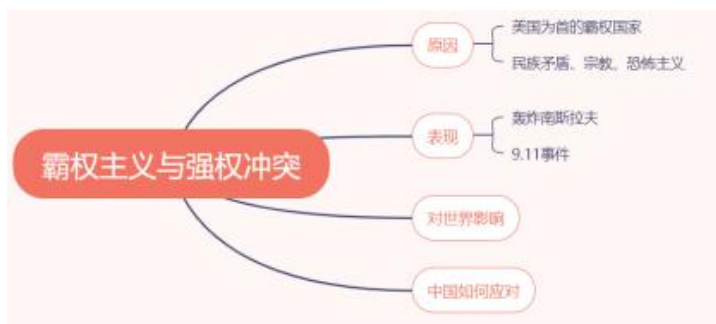 霸权主义与强权冲突
原因
美国为首的霸权国家
民族矛盾、宗教、恐怖主义
表现
轰炸南斯拉夫
9.11事件
对世界影响
中国如何应对